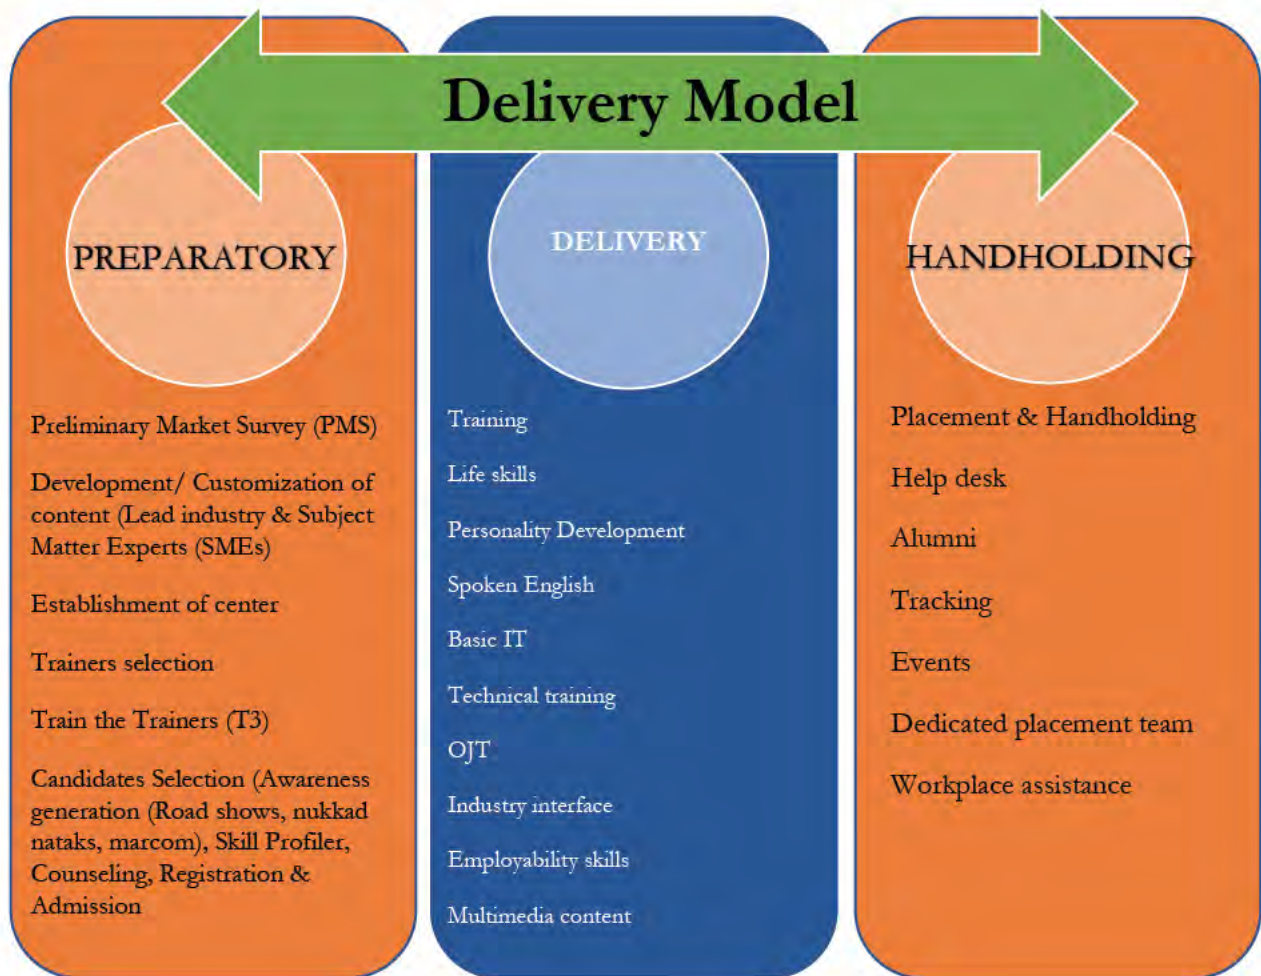 Delivery Model
PREPARATORY
Preliminary Market Survey (PMS)
Development/ Customization of
content (Lead industry & Subject
Matter Experts (SMEs)
Establishment of center
Trainers selection
Train the Trainers (T3)
Candidates Selection (Awareness
generation (Road shows, nukkad
nataks, marcom), Skill Profiler,
Counseling, Registration &
Admission
DELIVERY
Training
Life skills
Personality Development
Spoken English
Basic IT
Technical training
OJT
Industry interface
Employability skills
Multimedia content
HANDHOLDING
Placement & Handholding
Help desk
Alumni
Tracking
Events
Dedicated placement team
Workplace assistance